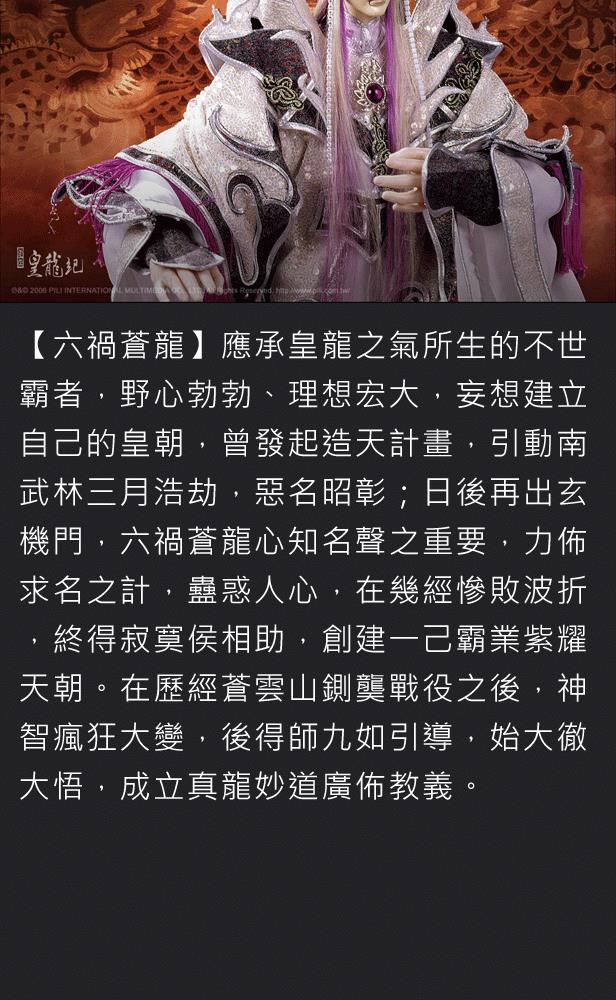 皇龍紀
℗&© 2008 PILI INTERNATIONAL MULTIMEDIA CO., LTD. All Rights Reserved. http://www.pili.com.tw/
【六禍蒼龍】應承皇龍之氣所生的不世
霸者，野心勃勃、理想宏大，妄想建立
自己的皇朝，曾發起造天計畫，引動南
武林三月浩劫，惡名昭彰；日後再出玄
機門，六禍蒼龍心知名聲之重要，力佈
求名之計，蠱惑人心，在幾經慘敗波折
，終得寂寞侯相助，創建一己霸業紫耀
天朝。在歷經蒼雲山鍘龑戰役之後，神
智瘋狂大變，後得師九如引導，始大徹
大悟，成立真龍妙道廣佈教義。